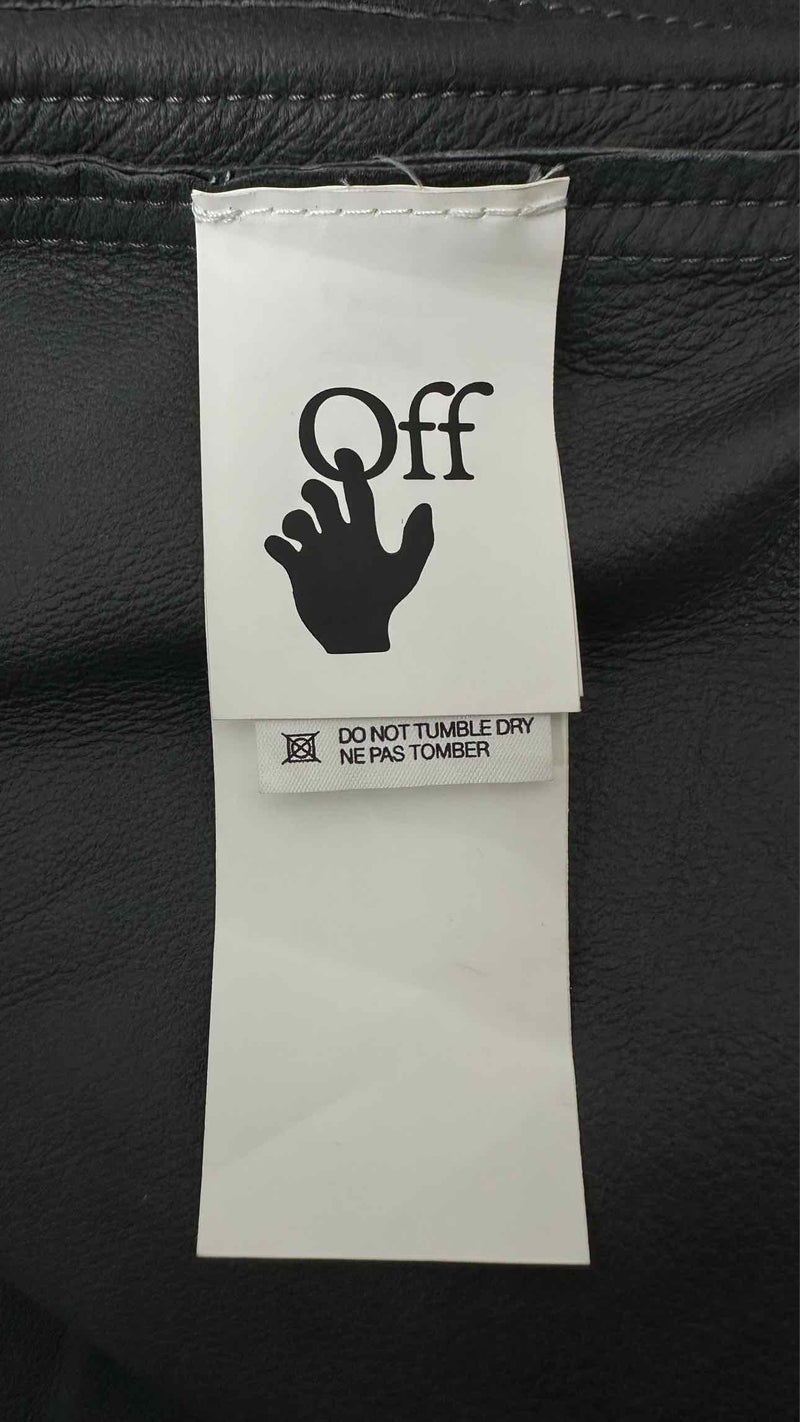 Off
DO NOT TUMBLE DRY
NE PAS TOMBER